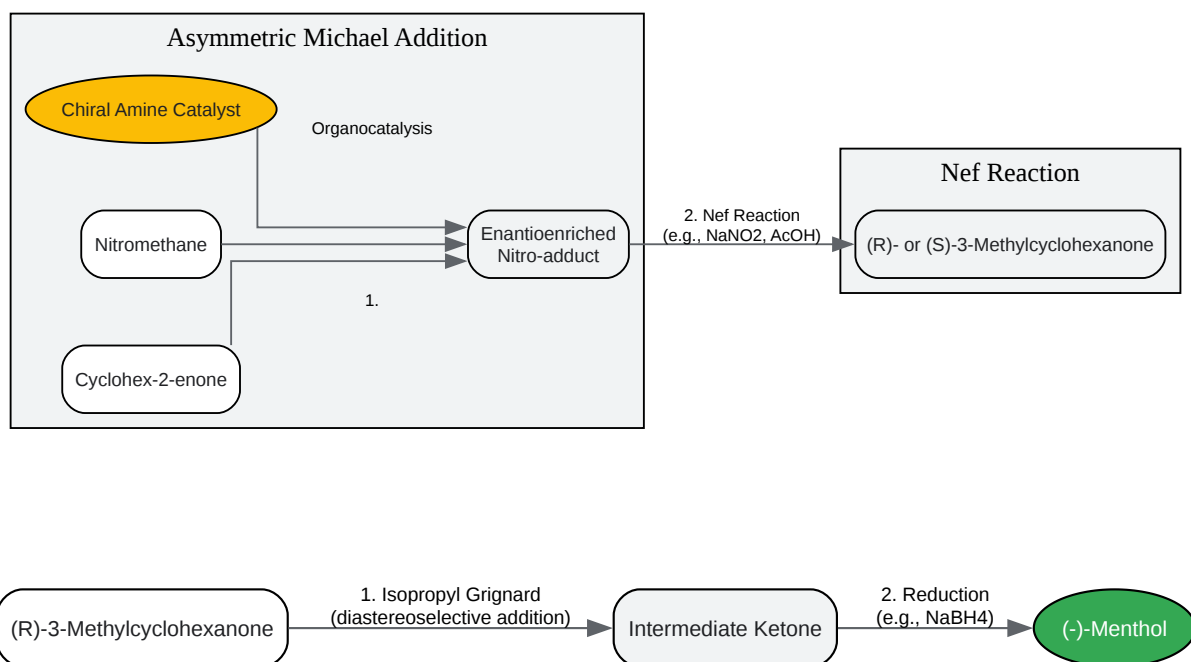 Asymmetric Michael Addition
Chiral Amine Catalyst
Organocatalysis
Nitromethane
Enantioenriched
Nitro-adduct
1.
Cyclohex-2-enone
2. Nef Reaction
(e.g., NaNO2, AcOH)
Nef Reaction
(R)- or (S)-3-Methylcyclohexanone
(R)-3-Methylcyclohexanone
1. Isopropyl Grignard
(diastereoselective addition)
Intermediate Ketone
2. Reduction
(e.g., NaBH4)
(-)-Menthol